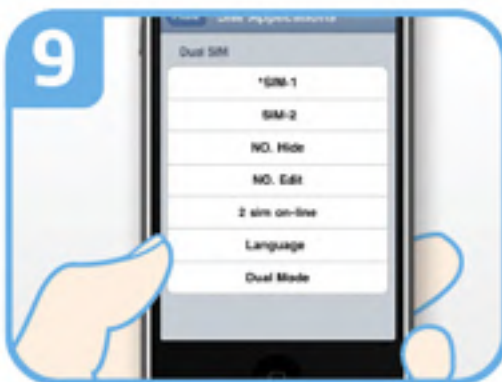 9
Sim Applications
Dual SIM
*SIM-1
SIM-2
NO. Hide
NO. Edit
2 sim on-line
Language
Dual Mode